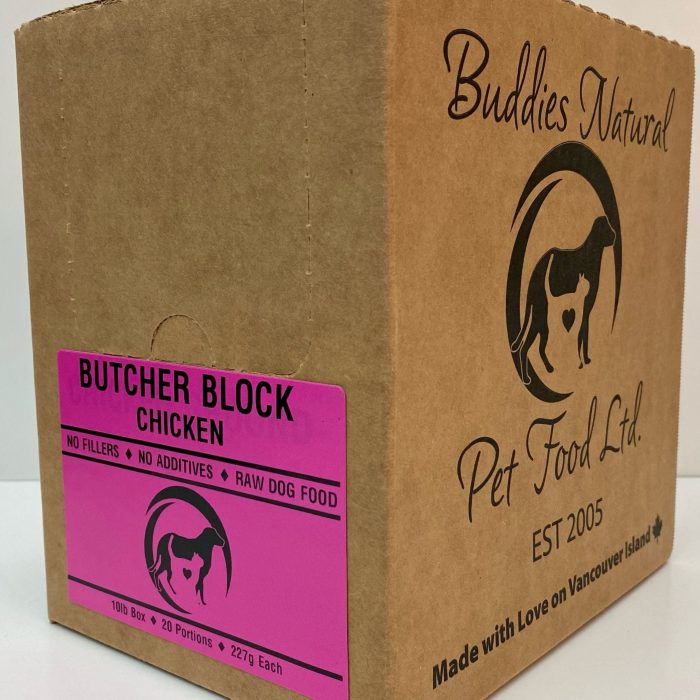 BUTCHER BLOCK
CHICKEN
NO FILLERS ♦ NO ADDITIVES ♦ RAW DOG FOOD
10lb Box ♦ 20 Portions ♦ 227g Each
Buddies Natural
Pet Food Ltd.
EST 2005
Made with Love on Vancouver Island